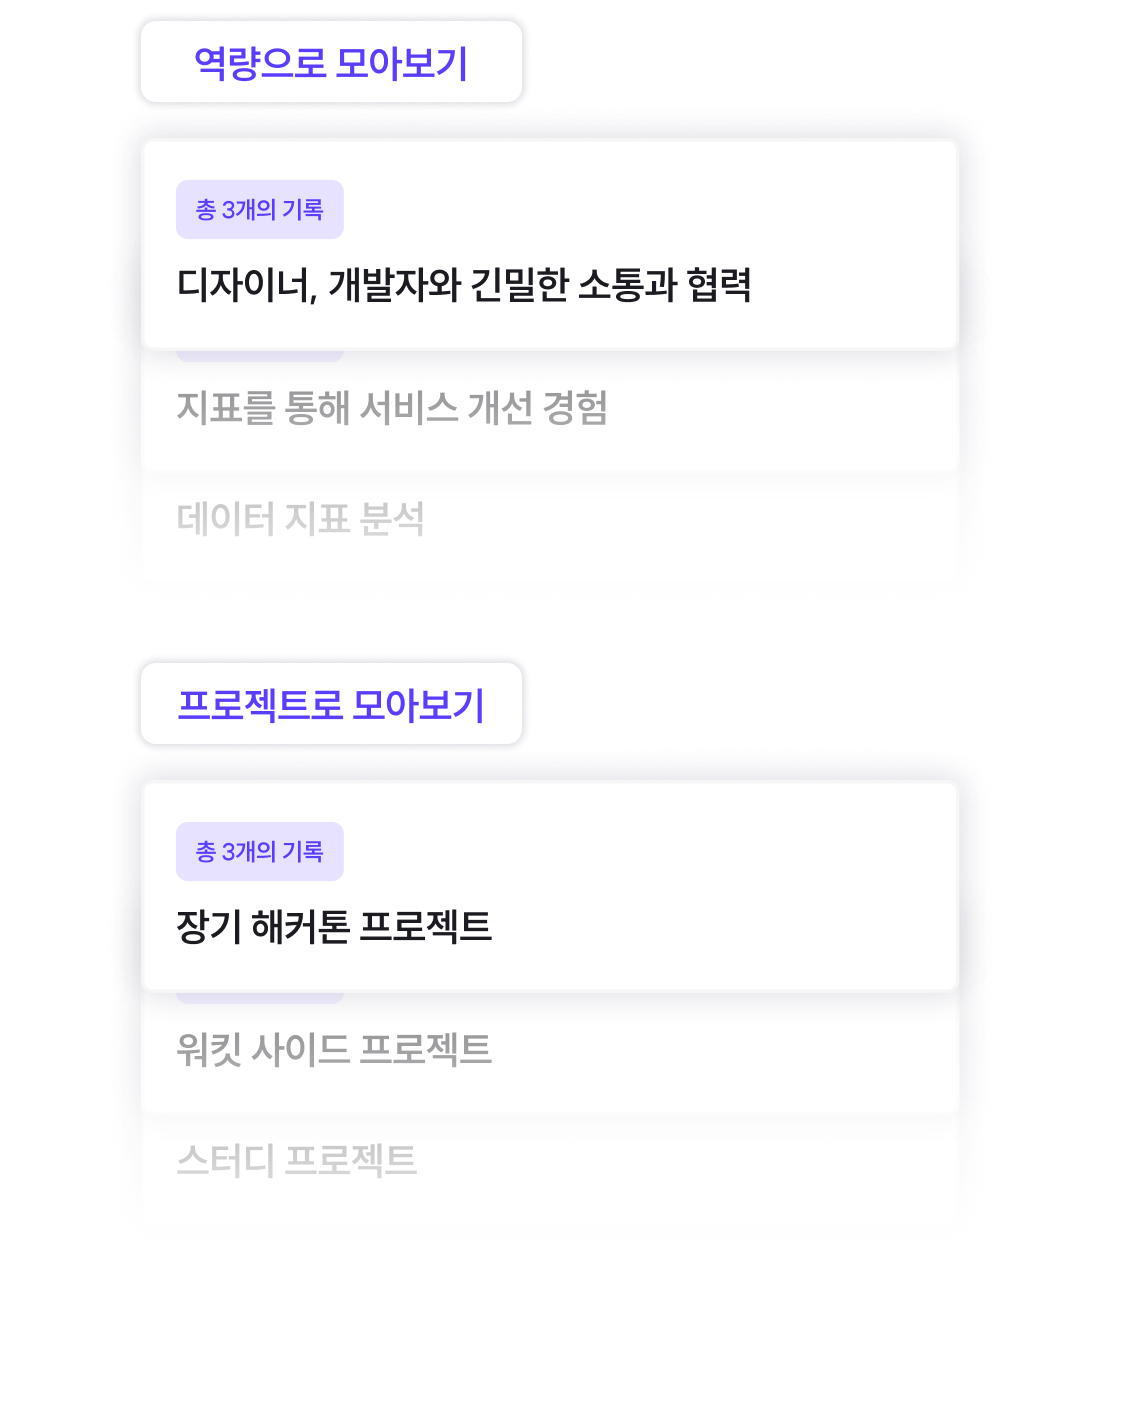 역량으로 모아보기
총 3개의 기록
디자이너, 개발자와 긴밀한 소통과 협력
지표를 통해 서비스 개선 경험
데이터 지표 분석
프로젝트로 모아보기
총 3개의 기록
장기 해커톤 프로젝트
워킷 사이드 프로젝트
스터디 프로젝트